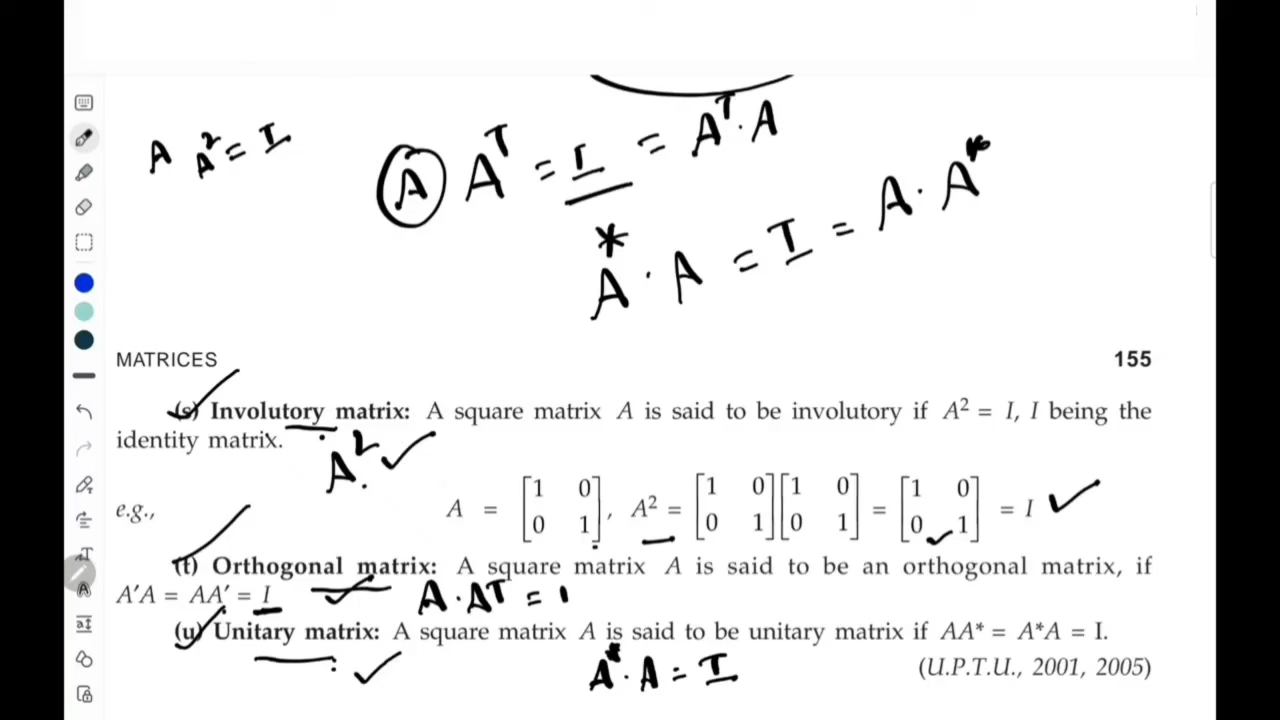 A A² = I
A Aᵀ = I = Aᵀ · A
A* · A = I = A · A*
MATRICES 155
(s) Involutory matrix: A square matrix A is said to be involutory if A² = I, I being the
identity matrix.
A²
e.g., A = [1 0; 0 1], A² = [1 0; 0 1] [1 0; 0 1] = [1 0; 0 1] = I
(t) Orthogonal matrix: A square matrix A is said to be an orthogonal matrix, if
A′A = AA′ = I A · Aᵀ = I
(u) Unitary matrix: A square matrix A is said to be unitary matrix if AA* = A*A = I.
A* · A = I (U.P.T.U., 2001, 2005)